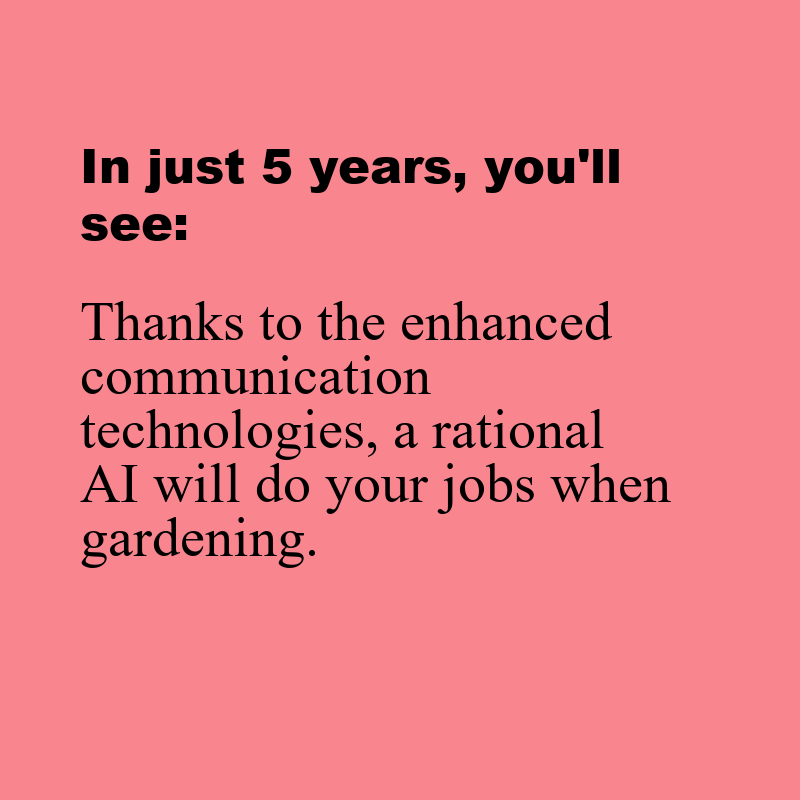 In just 5 years, you'll
see:
Thanks to the enhanced
communication
technologies, a rational
AI will do your jobs when
gardening.